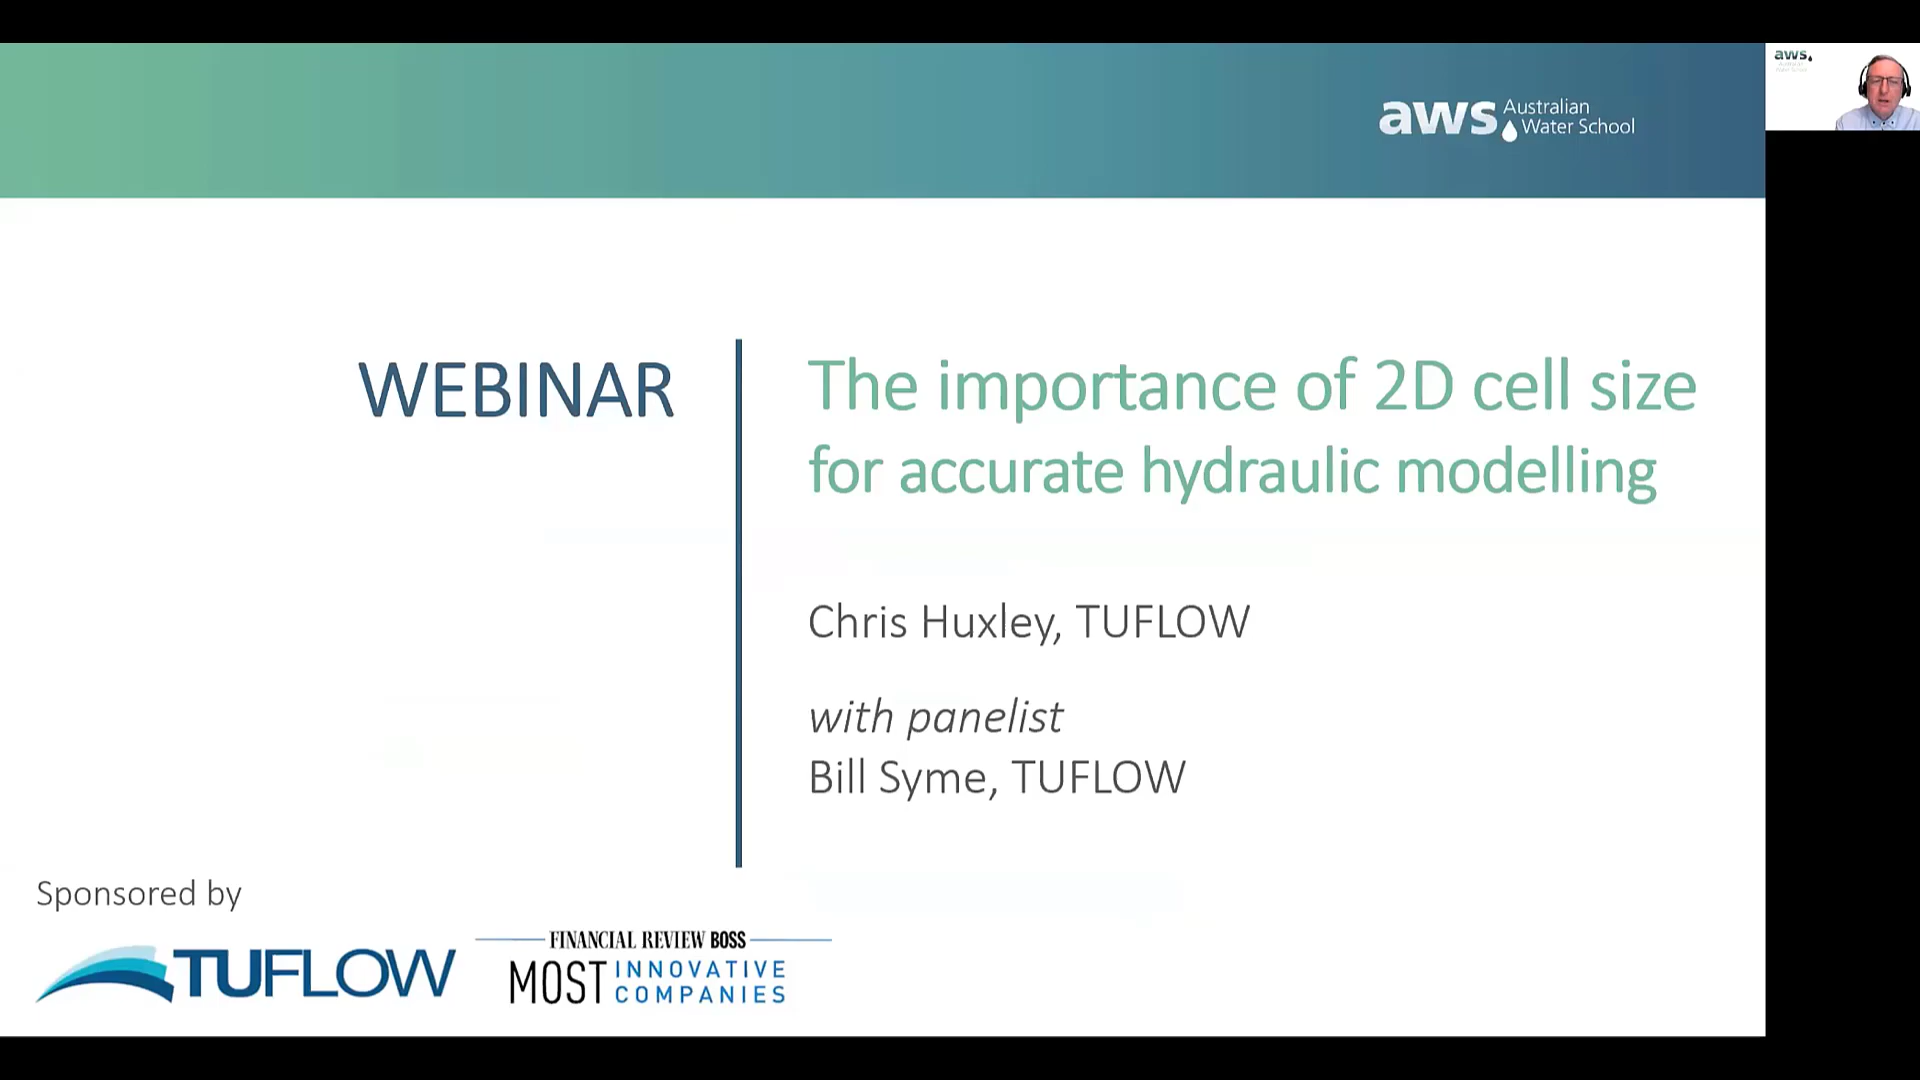 aws Australian
Water School
aws
WEBINAR
The importance of 2D cell size
for accurate hydraulic modelling
Chris Huxley, TUFLOW
with panelist
Bill Syme, TUFLOW
Sponsored by
TUFLOW
FINANCIAL REVIEW BOSS
MOST INNOVATIVE
COMPANIES